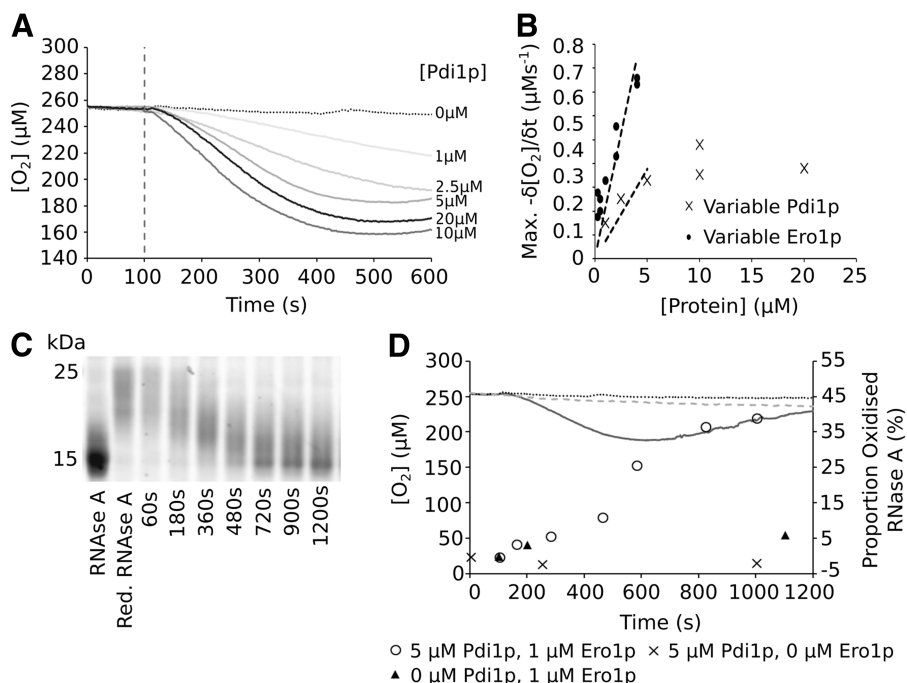 A
300
280
260
240
220
200
180
160
140
[O₂] (µM)
0
100
200
300
400
500
600
Time (s)
[Pdi1p]
0µM
1µM
2.5µM
5µM
20µM
10µM
B
0.8
0.7
0.6
0.5
0.4
0.3
0.2
0.1
0
Max. -δ[O₂]/δt (µMs⁻¹)
0
5
10
15
20
25
[Protein] (µM)
Variable Pdi1p
Variable Ero1p
C
kDa
25
15
RNAse A
Red. RNAse A
60s
180s
360s
480s
720s
900s
1200s
D
300
250
200
150
100
50
0
[O₂] (µM)
55
45
35
25
15
5
-5
Proportion Oxidised
RNase A (%)
0
200
400
600
800
1000
1200
Time (s)
5 µM Pdi1p, 1 µM Ero1p
5 µM Pdi1p, 0 µM Ero1p
0 µM Pdi1p, 1 µM Ero1p